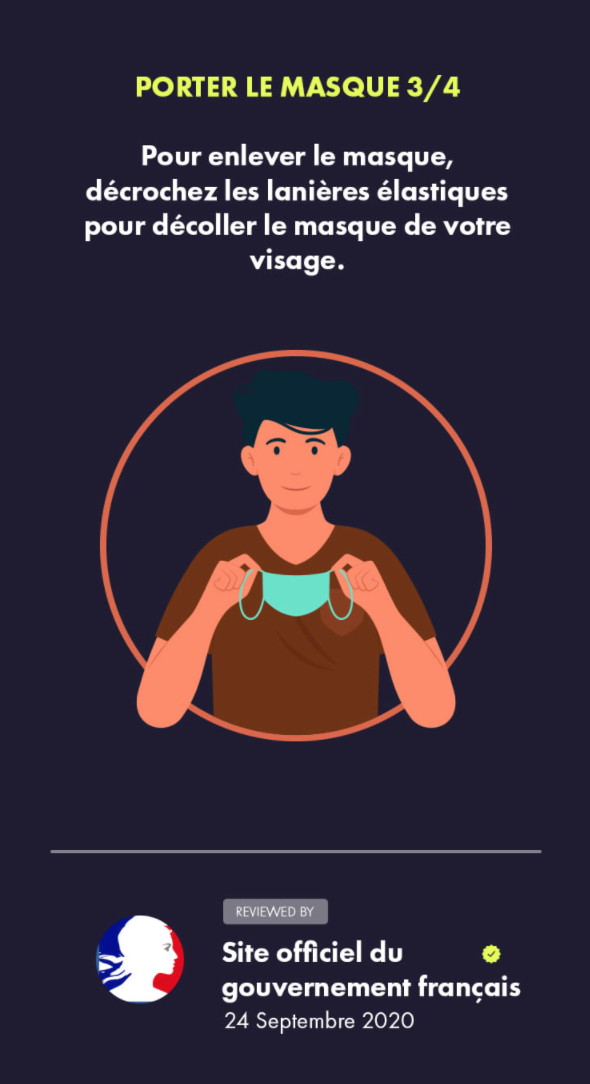 PORTER LE MASQUE 3/4
Pour enlever le masque,
décrochez les lanières élastiques
pour décoller le masque de votre
visage.
REVIEWED BY
Site officiel du
gouvernement français
24 Septembre 2020